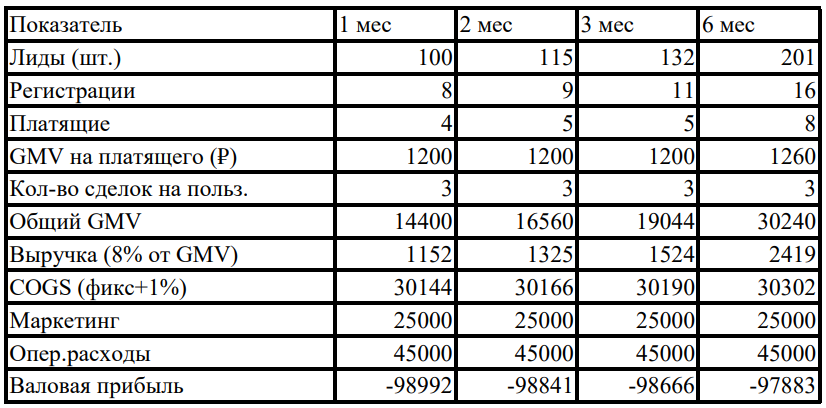 Показатель 1 мес 2 мес 3 мес 6 мес
Лиды (шт.) 100 115 132 201
Регистрации 8 9 11 16
Платящие 4 5 5 8
GMV на платящего (₽) 1200 1200 1200 1260
Кол-во сделок на польз. 3 3 3 3
Общий GMV 14400 16560 19044 30240
Выручка (8% от GMV) 1152 1325 1524 2419
COGS (фикс+1%) 30144 30166 30190 30302
Маркетинг 25000 25000 25000 25000
Опер.расходы 45000 45000 45000 45000
Валовая прибыль -98992 -98841 -98666 -97883